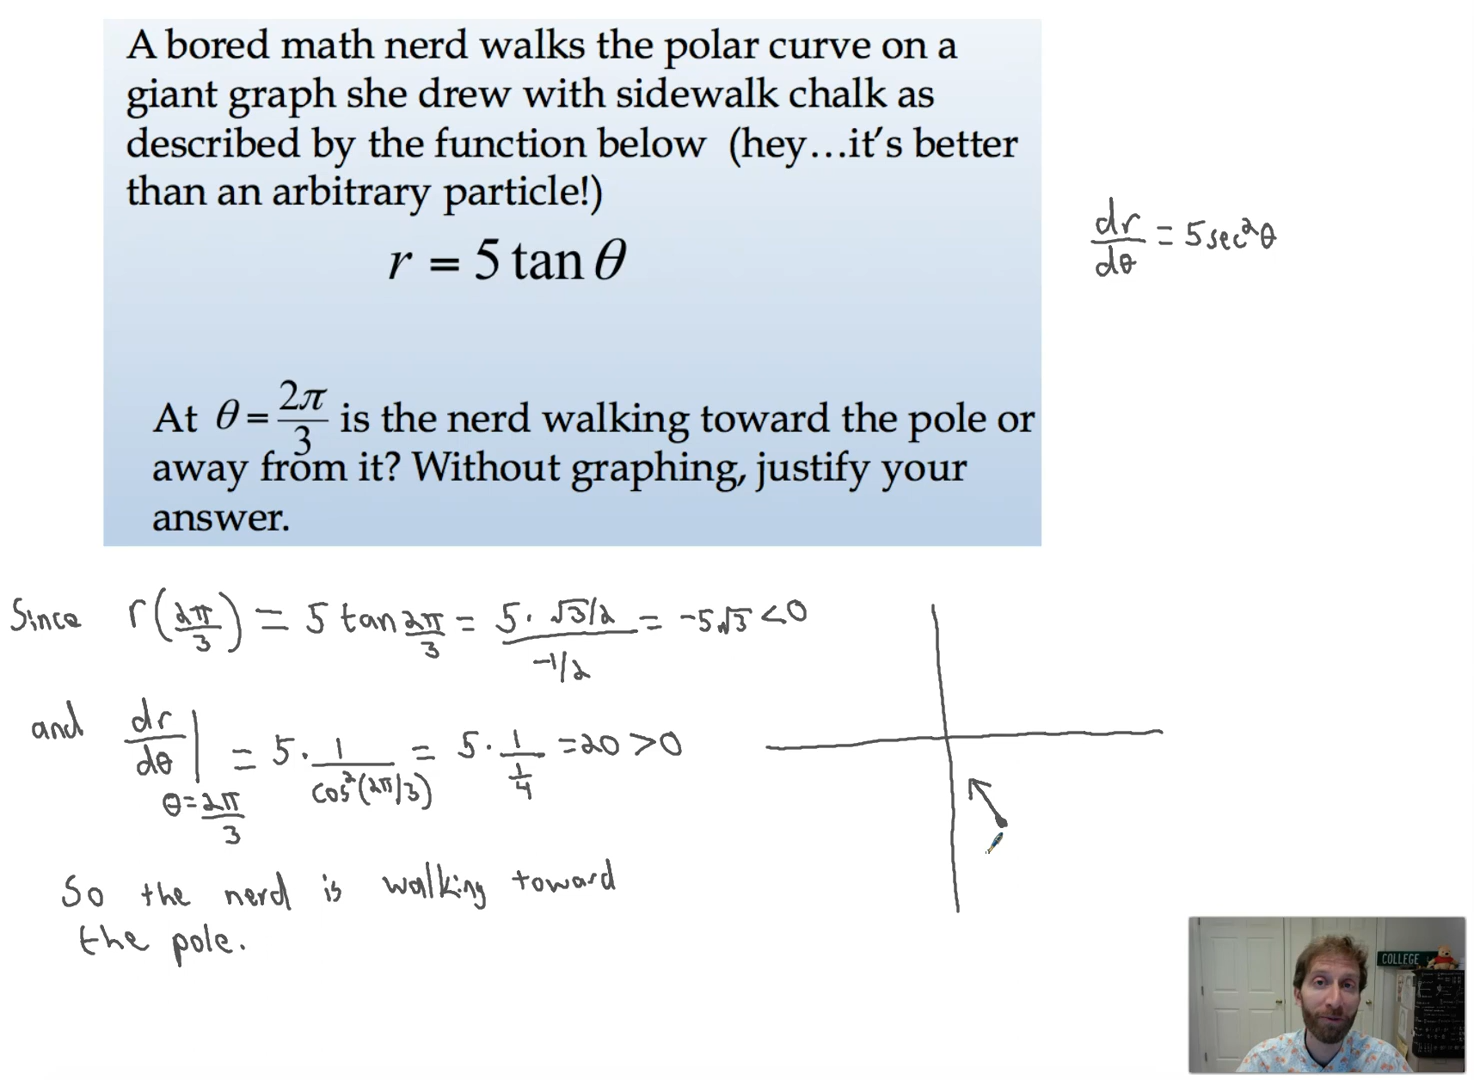 A bored math nerd walks the polar curve on a
giant graph she drew with sidewalk chalk as
described by the function below (hey…it's better
than an arbitrary particle!)
r = 5 tan θ
At θ = 2π/3 is the nerd walking toward the pole or
away from it? Without graphing, justify your
answer.
dr/dθ = 5 sec²θ
Since r(2π/3) = 5 tan 2π/3 = 5·√3/2 / -1/2 = -5√3 < 0
and dr/dθ | θ=2π/3 = 5 · 1/cos²(2π/3) = 5 · 1/(1/4) = 20 > 0
So the nerd is walking toward
the pole.
COLLEGE